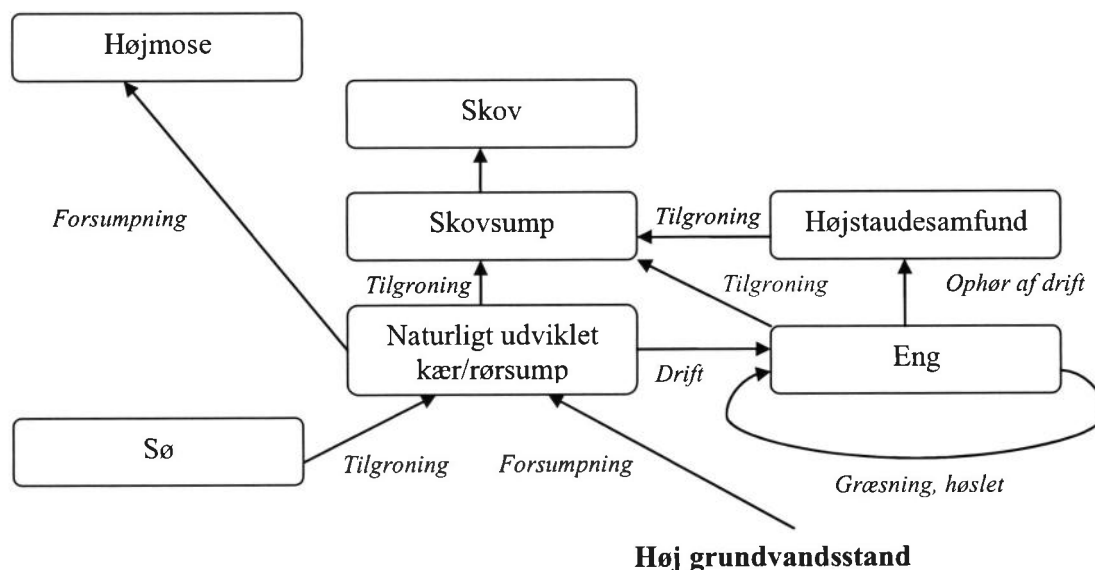 Højmose
Skov
Forsumpning
Skovsump
Tilgroning
Højstaudesamfund
Tilgroning
Tilgroning
Ophør af drift
Naturligt udviklet
kær/rørsump
Drift
Eng
Sø
Tilgroning
Forsumpning
Græsning, høslet
Høj grundvandsstand